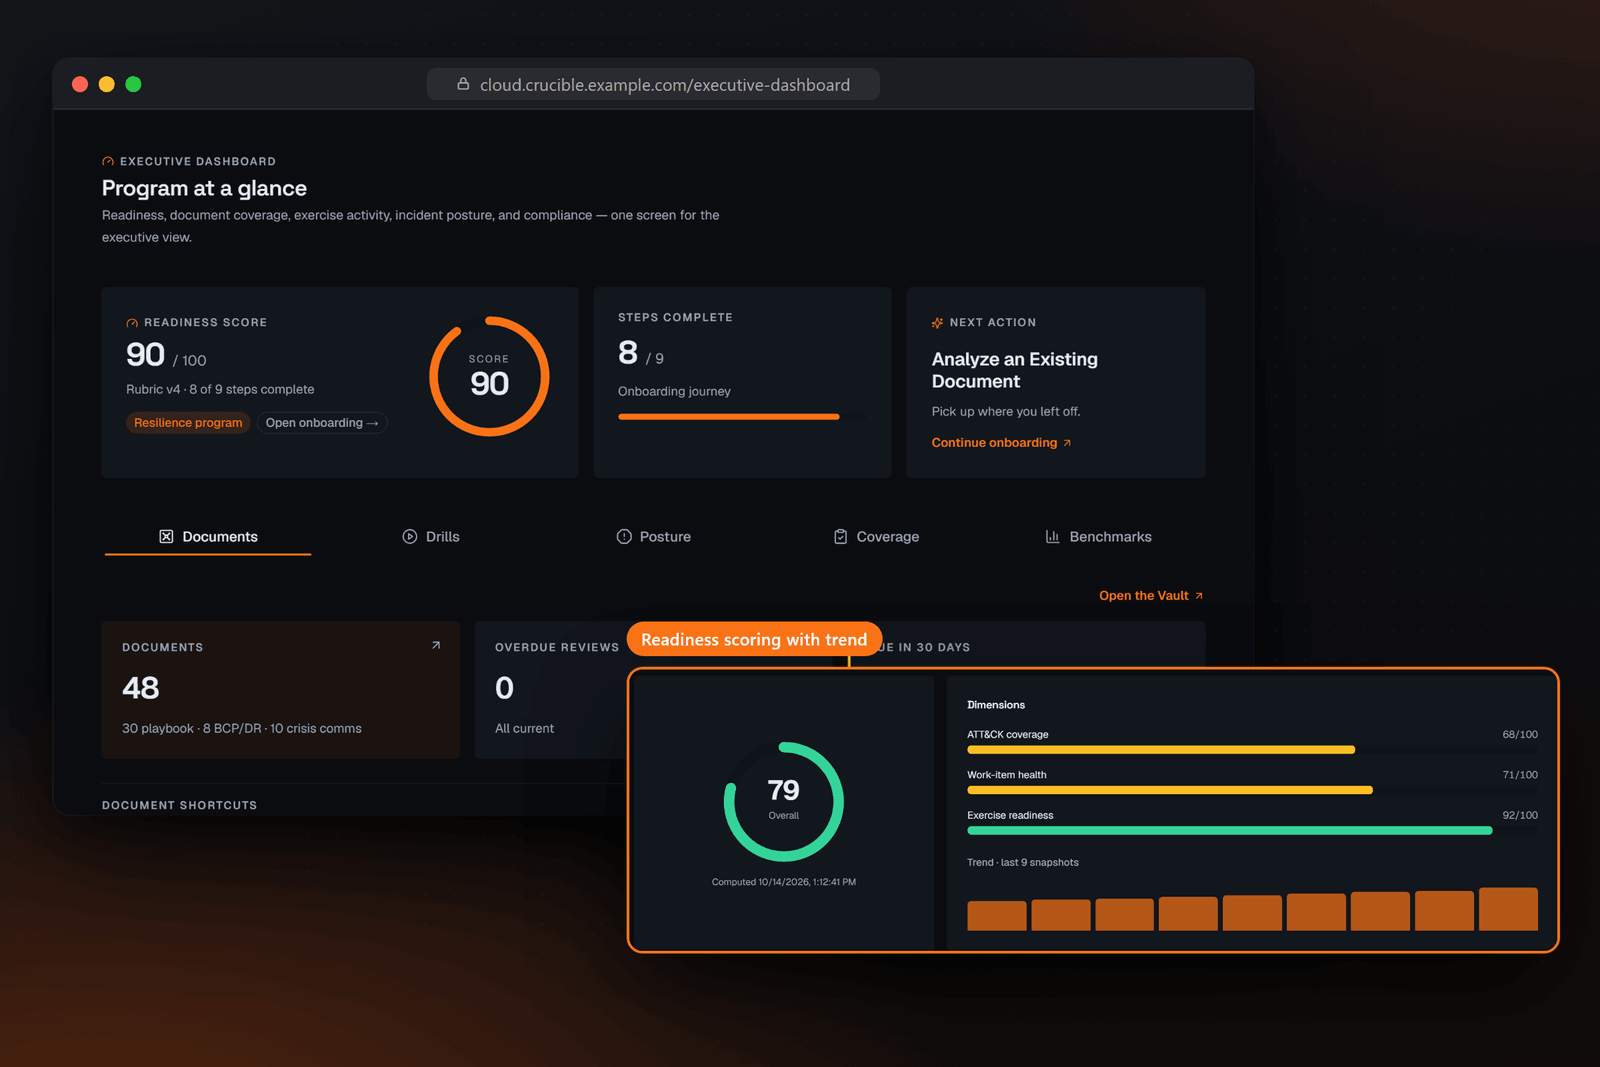 cloud.crucible.example.com/executive-dashboard
EXECUTIVE DASHBOARD
Program at a glance
Readiness, document coverage, exercise activity, incident posture, and compliance — one screen for the
executive view.
READINESS SCORE
90 / 100
Rubric v4 · 8 of 9 steps complete
Resilience program
Open onboarding →
SCORE
90
STEPS COMPLETE
8 / 9
Onboarding journey
NEXT ACTION
Analyze an Existing
Document
Pick up where you left off.
Continue onboarding ↗
Documents
Drills
Posture
Coverage
Benchmarks
Open the Vault ↗
DOCUMENTS
48
30 playbook · 8 BCP/DR · 10 crisis comms
OVERDUE REVIEWS
0
All current
UE IN 30 DAYS
DOCUMENT SHORTCUTS
Readiness scoring with trend
79
Overall
Computed 10/14/2026, 1:12:41 PM
Dimensions
ATT&CK coverage 68/100
Work-item health 71/100
Exercise readiness 92/100
Trend · last 9 snapshots